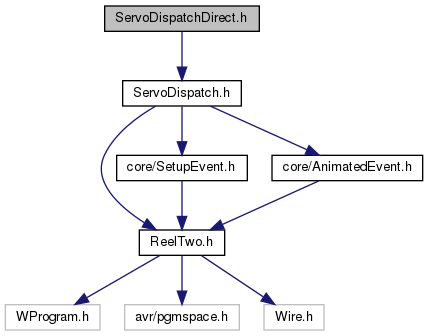 ServoDispatchDirect.h
ServoDispatch.h
core/SetupEvent.h
core/AnimatedEvent.h
ReelTwo.h
WProgram.h
avr/pgmspace.h
Wire.h